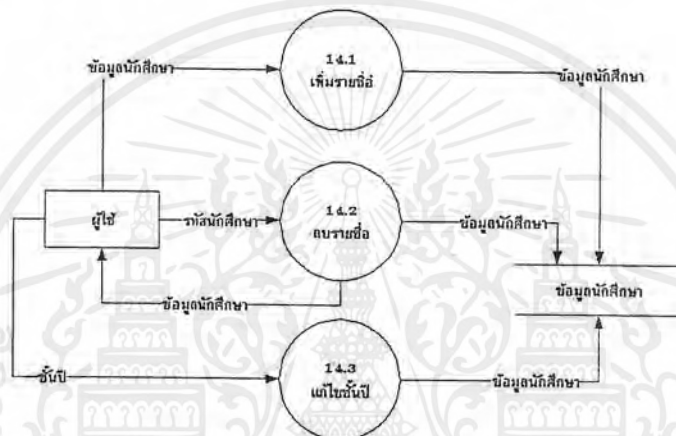 14.1
เพิ่มรายชื่อ
ข้อมูลนักศึกษา
ข้อมูลนักศึกษา
ผู้ใช้
รหัสนักศึกษา
14.2
ลบรายชื่อ
ข้อมูลนักศึกษา
ข้อมูลนักศึกษา
ข้อมูลนักศึกษา
ชั้นปี
14.3
แก้ไขชั้นปี
ข้อมูลนักศึกษา